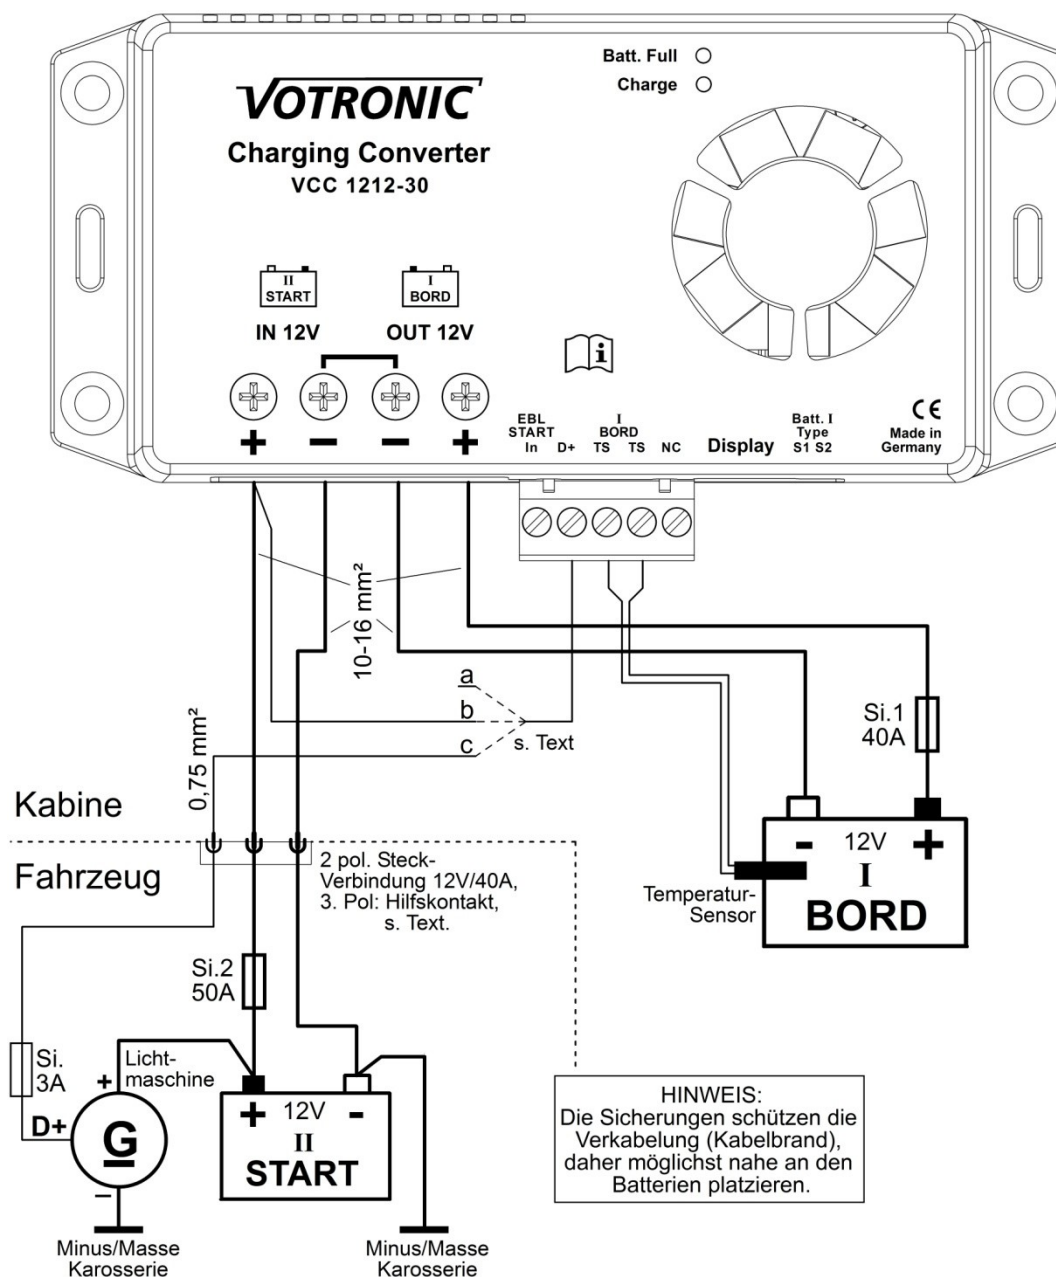 Batt. Full
Charge
VOTRONIC
Charging Converter
VCC 1212-30
II
START
I
BORD
IN 12V
OUT 12V
i
+
−
−
+
EBL
START
In
D+
I
BORD
TS
TS
NC
Display
Batt. I
Type
S1 S2
CE
Made in
Germany
10-16 mm²
0,75 mm²
a
b
c
s. Text
Si.1
40A
Kabine
Fahrzeug
2 pol. Steck-
Verbindung 12V/40A,
3. Pol: Hilfskontakt,
s. Text.
Temperatur-
Sensor
-
12V
+
I
BORD
Si.2
50A
Si.
3A
Licht-
maschine
+
D+
G
−
+
12V
-
II
START
HINWEIS:
Die Sicherungen schützen die
Verkabelung (Kabelbrand),
daher möglichst nahe an den
Batterien platzieren.
Minus/Masse
Karosserie
Minus/Masse
Karosserie